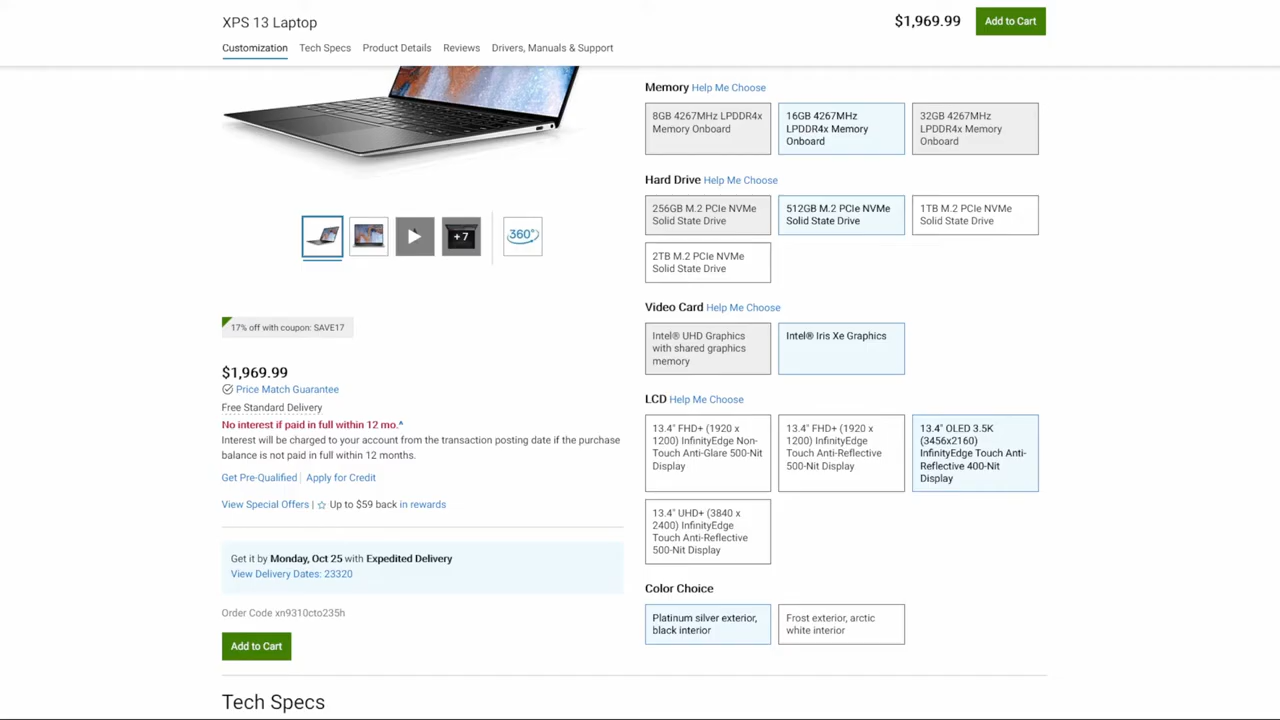 XPS 13 Laptop
$1,969.99
Add to Cart
Customization
Tech Specs
Product Details
Reviews
Drivers, Manuals & Support
+7
360°
17% off with coupon: SAVE17
$1,969.99
Price Match Guarantee
Free Standard Delivery
No interest if paid in full within 12 mo.^
Interest will be charged to your account from the transaction posting date if the purchase
balance is not paid in full within 12 months.
Get Pre-Qualified | Apply for Credit
View Special Offers | ☆ Up to $59 back in rewards
Get it by Monday, Oct 25 with Expedited Delivery
View Delivery Dates: 23320
Order Code xn9310cto235h
Add to Cart
Memory Help Me Choose
8GB 4267MHz LPDDR4x
Memory Onboard
16GB 4267MHz
LPDDR4x Memory
Onboard
32GB 4267MHz
LPDDR4x Memory
Onboard
Hard Drive Help Me Choose
256GB M.2 PCIe NVMe
Solid State Drive
512GB M.2 PCIe NVMe
Solid State Drive
1TB M.2 PCIe NVMe
Solid State Drive
2TB M.2 PCIe NVMe
Solid State Drive
Video Card Help Me Choose
Intel® UHD Graphics
with shared graphics
memory
Intel® Iris Xe Graphics
LCD Help Me Choose
13.4" FHD+ (1920 x
1200) InfinityEdge Non-
Touch Anti-Glare 500-Nit
Display
13.4" FHD+ (1920 x
1200) InfinityEdge
Touch Anti-Reflective
500-Nit Display
13.4" OLED 3.5K
(3456x2160)
InfinityEdge Touch Anti-
Reflective 400-Nit
Display
13.4" UHD+ (3840 x
2400) InfinityEdge
Touch Anti-Reflective
500-Nit Display
Color Choice
Platinum silver exterior,
black interior
Frost exterior, arctic
white interior
Tech Specs